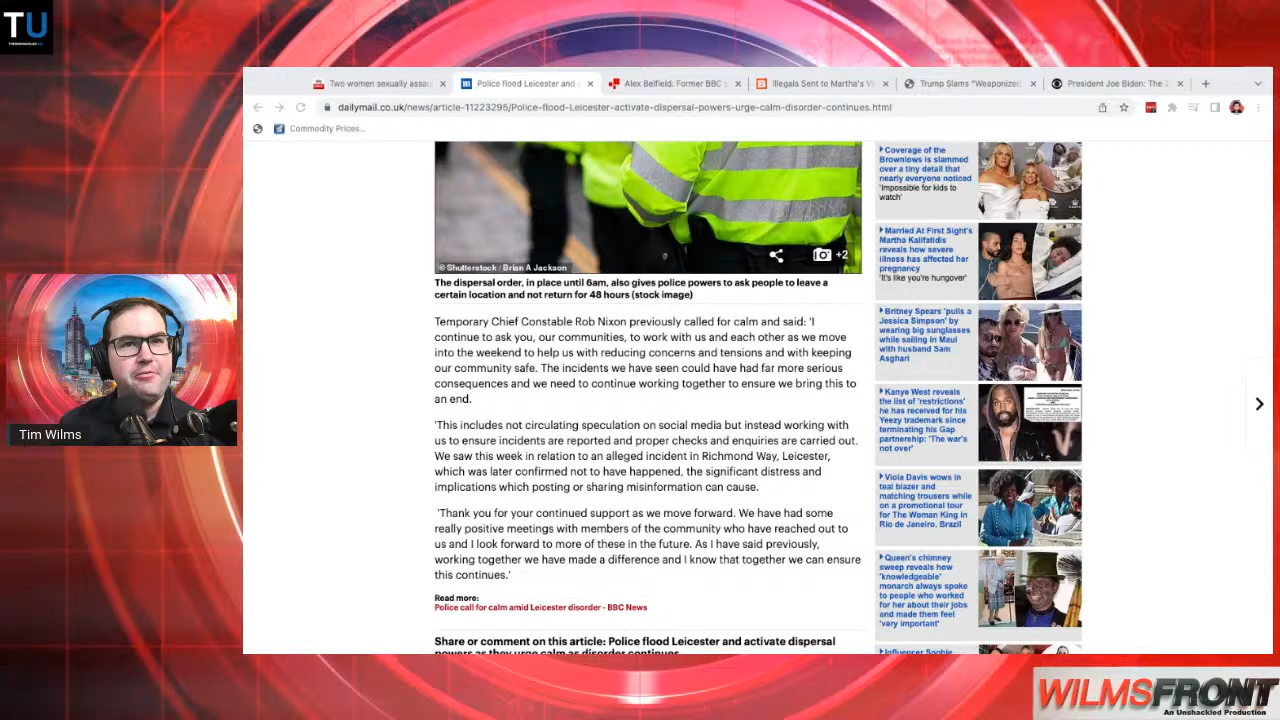 TU
Two women sexually assau
Police flood Leicester and a
Alex Belfield: Former BBC
Illegals Sent to Martha's Vi
Trump Slams "Weaponized
President Joe Biden: The 2
dailymail.co.uk/news/article-11223295/Police-flood-Leicester-activate-dispersal-powers-urge-calm-disorder-continues.html
Commodity Prices...
+2
© Shutterstock / Brian A Jackson
The dispersal order, in place until 6am, also gives police powers to ask people to leave a
certain location and not return for 48 hours (stock image)
Temporary Chief Constable Rob Nixon previously called for calm and said: 'I
continue to ask you, our communities, to work with us and each other as we move
into the weekend to help us with reducing concerns and tensions and with keeping
our community safe. The incidents we have seen could have had far more serious
consequences and we need to continue working together to ensure we bring this to
an end.
'This includes not circulating speculation on social media but instead working with
us to ensure incidents are reported and proper checks and enquiries are carried out.
We saw this week in relation to an alleged incident in Richmond Way, Leicester,
which was later confirmed not to have happened, the significant distress and
implications which posting or sharing misinformation can cause.
'Thank you for your continued support as we move forward. We have had some
really positive meetings with members of the community who have reached out to
us and I look forward to more of these in the future. As I have said previously,
working together we have made a difference and I know that together we can ensure
this continues.'
Read more:
Police call for calm amid Leicester disorder - BBC News
Share or comment on this article: Police flood Leicester and activate dispersal
powers as they urge calm as disorder continues
Coverage of the
Brownlows is slammed
over a tiny detail that
nearly everyone noticed
'Impossible for kids to
watch'
Married At First Sight's
Martha Kalifatidis
reveals how severe
illness has affected her
pregnancy
'It's like you're hungover'
Britney Spears 'pulls a
Jessica Simpson' by
wearing big sunglasses
while sailing in Maui
with husband Sam
Asghari
Kanye West reveals
the list of 'restrictions'
he has received for his
Yeezy trademark since
terminating his Gap
partnership: 'The war's
not over'
Viola Davis wows in
teal blazer and
matching trousers while
on a promotional tour
for The Woman King in
Rio de Janeiro, Brazil
Queen's chimney
sweep reveals how
'knowledgeable'
monarch always spoke
to people who worked
for her about their jobs
and made them feel
'very important'
Influencer Sophie
Tim Wilms
WILMSFRONT
An Unshackled Production